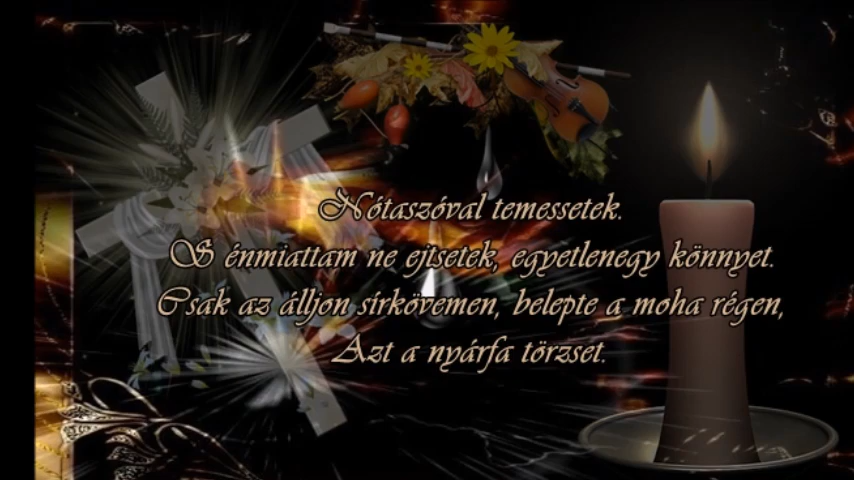 Nótaszóval temessetek.
S énmiattam ne ejtsetek, egyetlenegy könnyet.
Csak az álljon sírkövemen, belepte a moha régen,
Azt a nyárfa törzset.